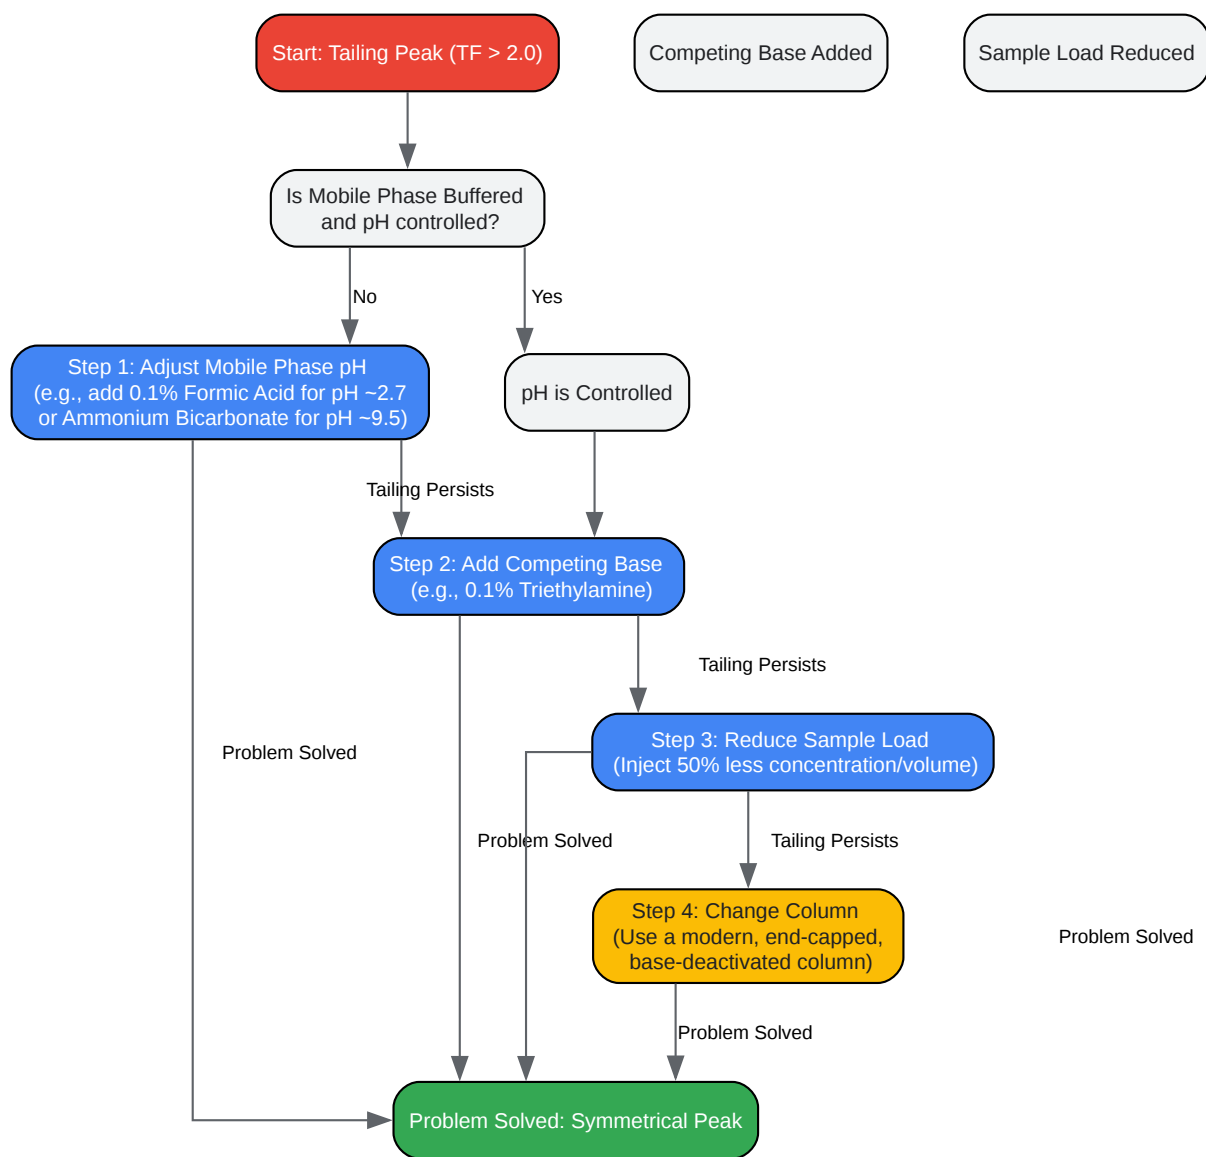 Start: Tailing Peak (TF > 2.0)
Competing Base Added
Sample Load Reduced
Is Mobile Phase Buffered
and pH controlled?
No
Yes
Step 1: Adjust Mobile Phase pH
(e.g., add 0.1% Formic Acid for pH ~2.7
or Ammonium Bicarbonate for pH ~9.5)
pH is Controlled
Tailing Persists
Step 2: Add Competing Base
(e.g., 0.1% Triethylamine)
Tailing Persists
Step 3: Reduce Sample Load
(Inject 50% less concentration/volume)
Problem Solved
Problem Solved
Tailing Persists
Step 4: Change Column
(Use a modern, end-capped,
base-deactivated column)
Problem Solved
Problem Solved
Problem Solved: Symmetrical Peak